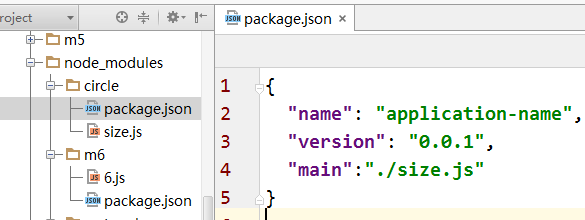 roject
package.json
m5
node_modules
circle
package.json
size.js
m6
6.js
package.json
1 {
2 "name": "application-name",
3 "version": "0.0.1",
4 "main":"./size.js"
5 }